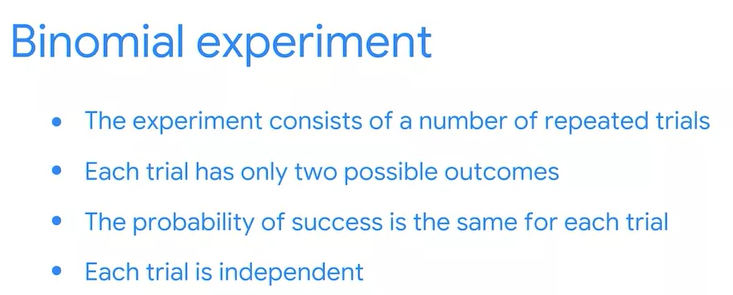 Binomial experiment
• The experiment consists of a number of repeated trials
• Each trial has only two possible outcomes
• The probability of success is the same for each trial
• Each trial is independent